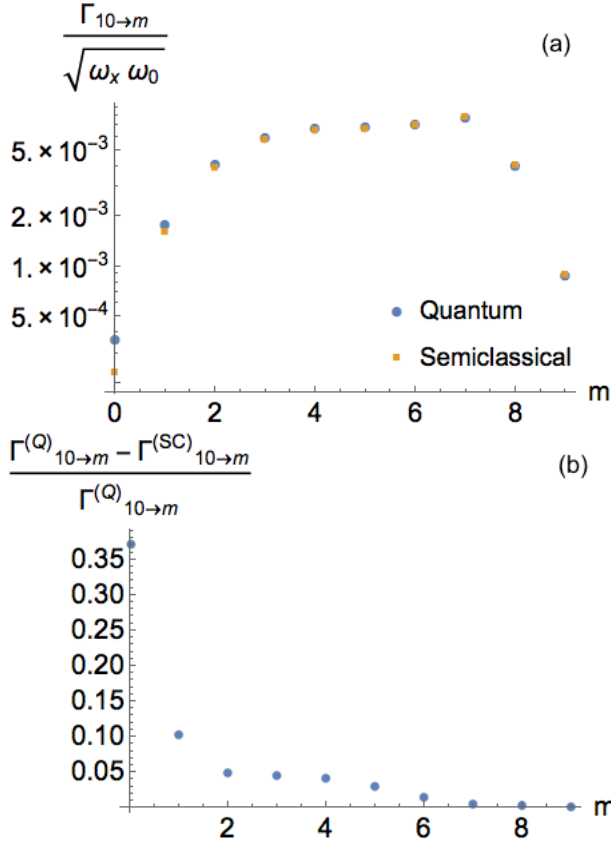 Γ10→m
(a)
√ωx ω0
5. × 10⁻³
2. × 10⁻³
1. × 10⁻³
5. × 10⁻⁴
Quantum
Semiclassical
0 2 4 6 8 m
Γ(Q)10→m − Γ(SC)10→m
(b)
Γ(Q)10→m
0.35
0.30
0.25
0.20
0.15
0.10
0.05
2 4 6 8 m